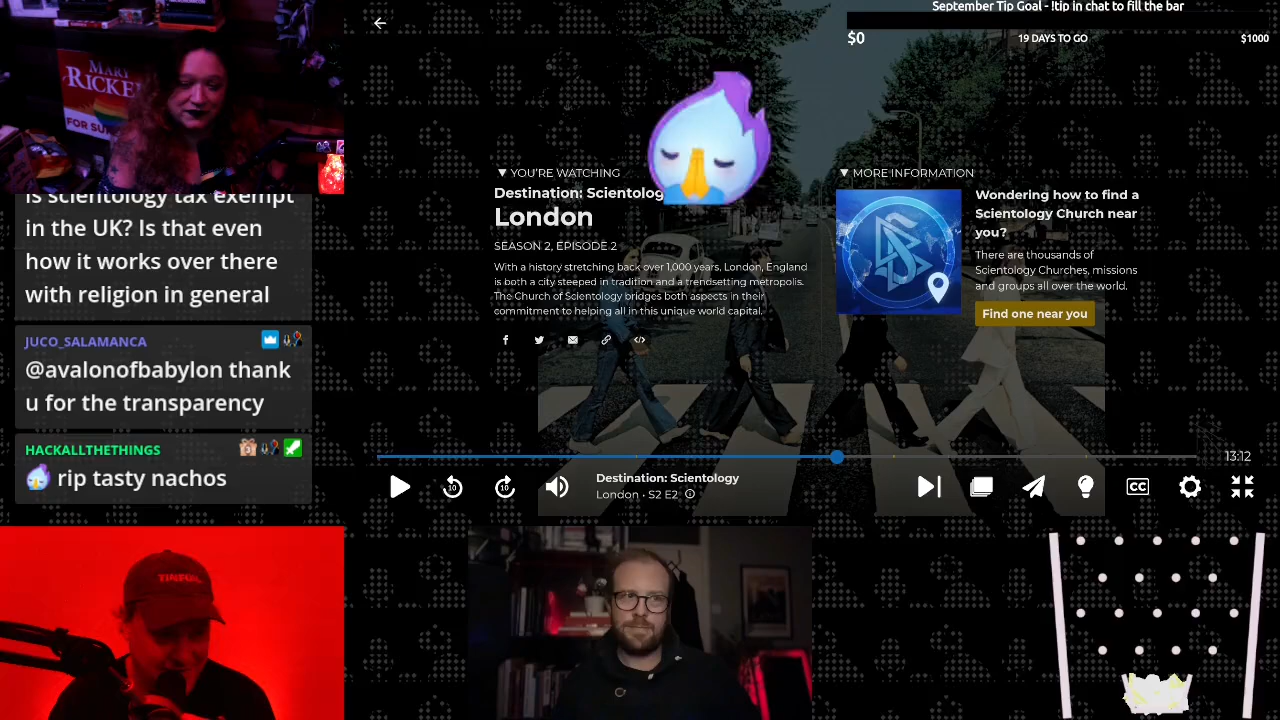 September Tip Goal - !tip in chat to fill the bar
$0
19 DAYS TO GO
$1000
MARY
FOR SU
is scientology tax exempt
in the UK? Is that even
how it works over there
with religion in general
JUCO_SALAMANCA
@avalonofbabylon thank
u for the transparency
HACKALLTHETHINGS
rip tasty nachos
▼ YOU'RE WATCHING
Destination: Scientolog
London
SEASON 2, EPISODE 2
With a history stretching back over 1,000 years, London, England
is both a city steeped in tradition and a trendsetting metropolis.
The Church of Scientology bridges both aspects in their
commitment to helping all in this unique world capital.
▼ MORE INFORMATION
Wondering how to find a
Scientology Church near
you?
There are thousands of
Scientology Churches, missions
and groups all over the world.
Find one near you
13:12
10
10
Destination: Scientology
London • S2 E2
CC